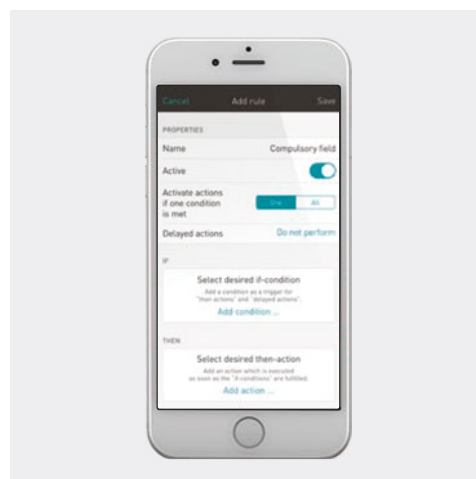 Cancel Add rule Save
PROPERTIES
Name Compulsory field
Active
Activate actions
if one condition
is met
One All
Delayed actions Do not perform
IF
Select desired if-condition
Add a condition as a trigger for
"then actions" and "delayed actions".
Add condition ...
THEN
Select desired then-action
Add an action which is executed
as soon as the "if-conditions" are fulfilled.
Add action ...